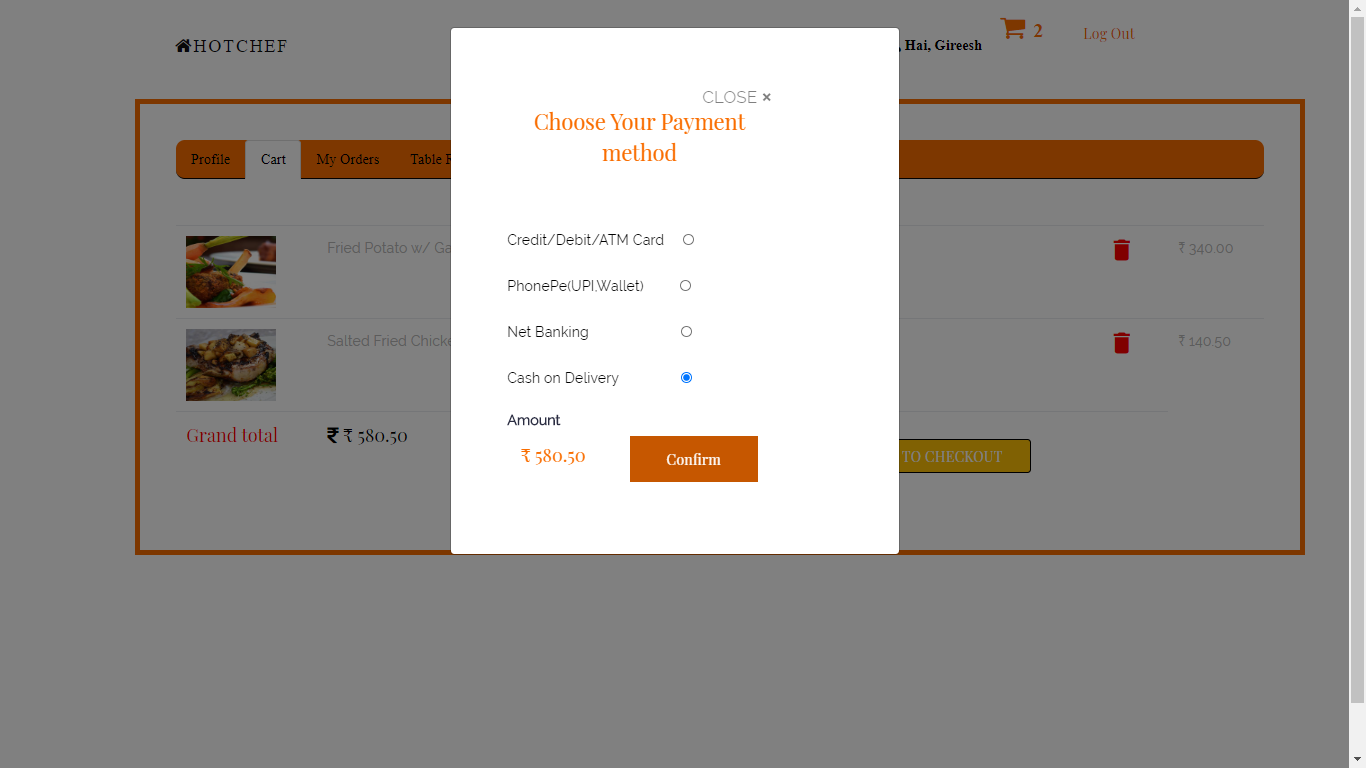 HOTCHEF
Hai, Gireesh
2
Log Out
Profile
Cart
My Orders
Table
Fried Potato w/
₹ 340.00
Salted Fried
₹ 140.50
Grand total
₹ ₹ 580.50
TO CHECKOUT
CLOSE ×
Choose Your Payment
method
Credit/Debit/ATM Card
PhonePe(UPI,Wallet)
Net Banking
Cash on Delivery
Amount
₹ 580.50
Confirm